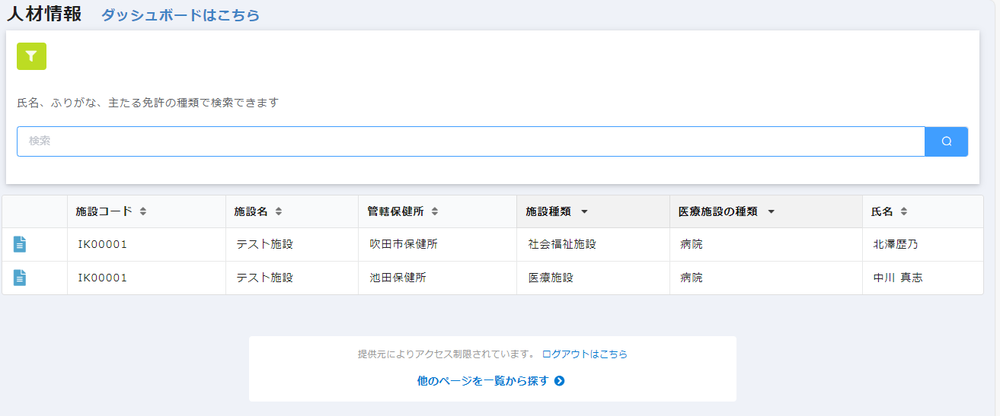 人材情報 ダッシュボードはこちら
氏名、ふりがな、主たる免許の種類で検索できます
検索
施設コード 施設名 管轄保健所 施設種類 医療施設の種類 氏名
IK00001 テスト施設 吹田市保健所 社会福祉施設 病院 北澤歴乃
IK00001 テスト施設 池田保健所 医療施設 病院 中川 真志
提供元によりアクセス制限されています。 ログアウトはこちら
他のページを一覧から探す